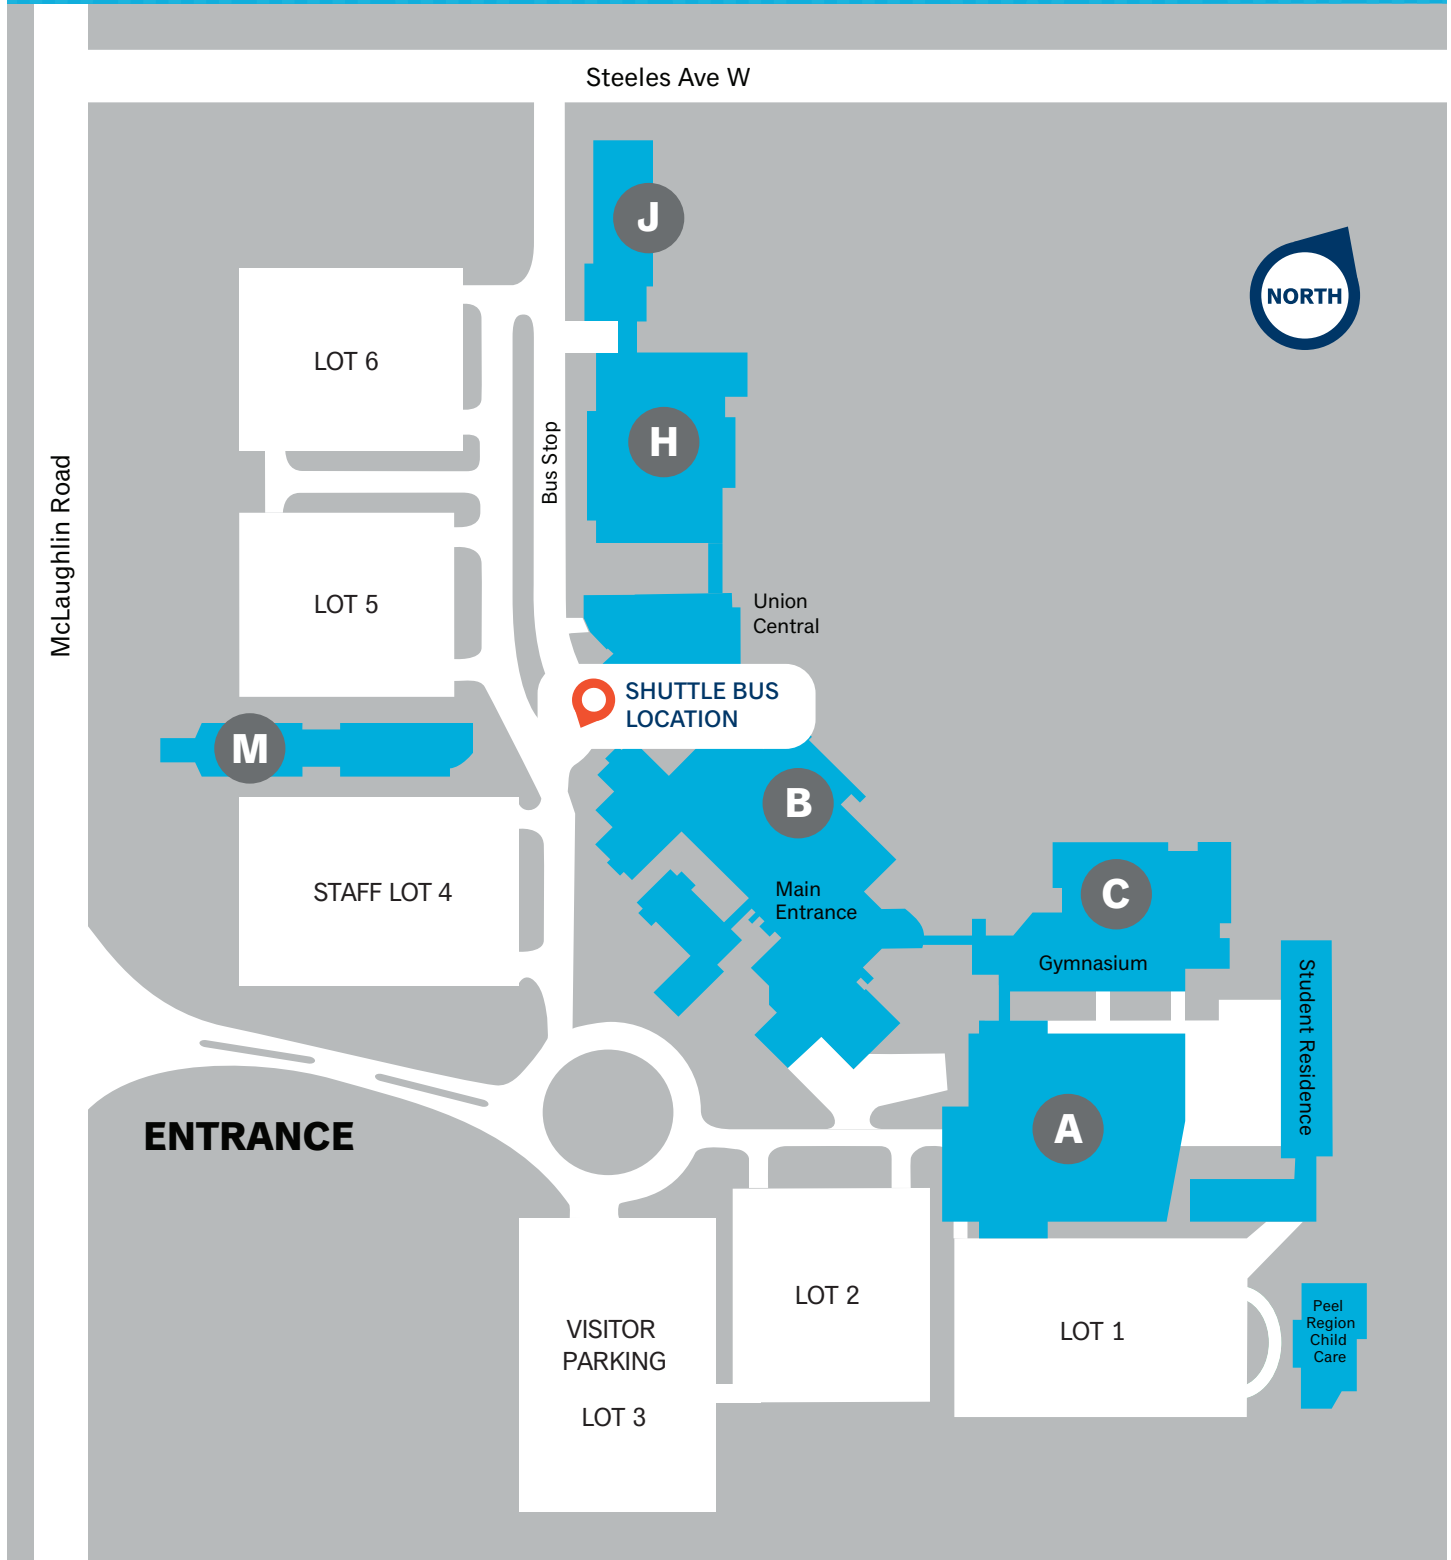 Steeles Ave W
J
NORTH
LOT 6
H
Bus Stop
McLaughlin Road
LOT 5
Union
Central
SHUTTLE BUS
LOCATION
M
B
STAFF LOT 4
Main
Entrance
C
Gymnasium
Student Residence
A
ENTRANCE
LOT 2
VISITOR
PARKING
LOT 3
LOT 1
Peel
Region
Child
Care